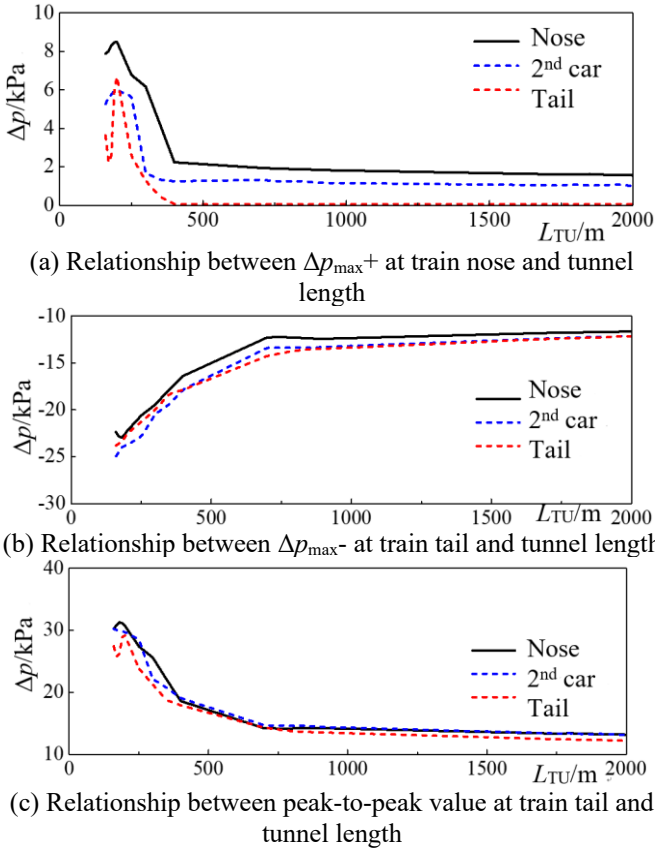 10
8
6
4
2
0
Δp/kPa
Nose
2nd car
Tail
0
500
1000
1500
2000
LTU/m
(a) Relationship between Δpmax+ at train nose and tunnel
length
-10
-15
-20
-25
-30
Δp/kPa
Nose
2nd car
Tail
0
500
1000
1500
2000
LTU/m
(b) Relationship between Δpmax- at train tail and tunnel length
40
30
20
10
Δp/kPa
Nose
2nd car
Tail
0
500
1000
1500
2000
LTU/m
(c) Relationship between peak-to-peak value at train tail and
tunnel length